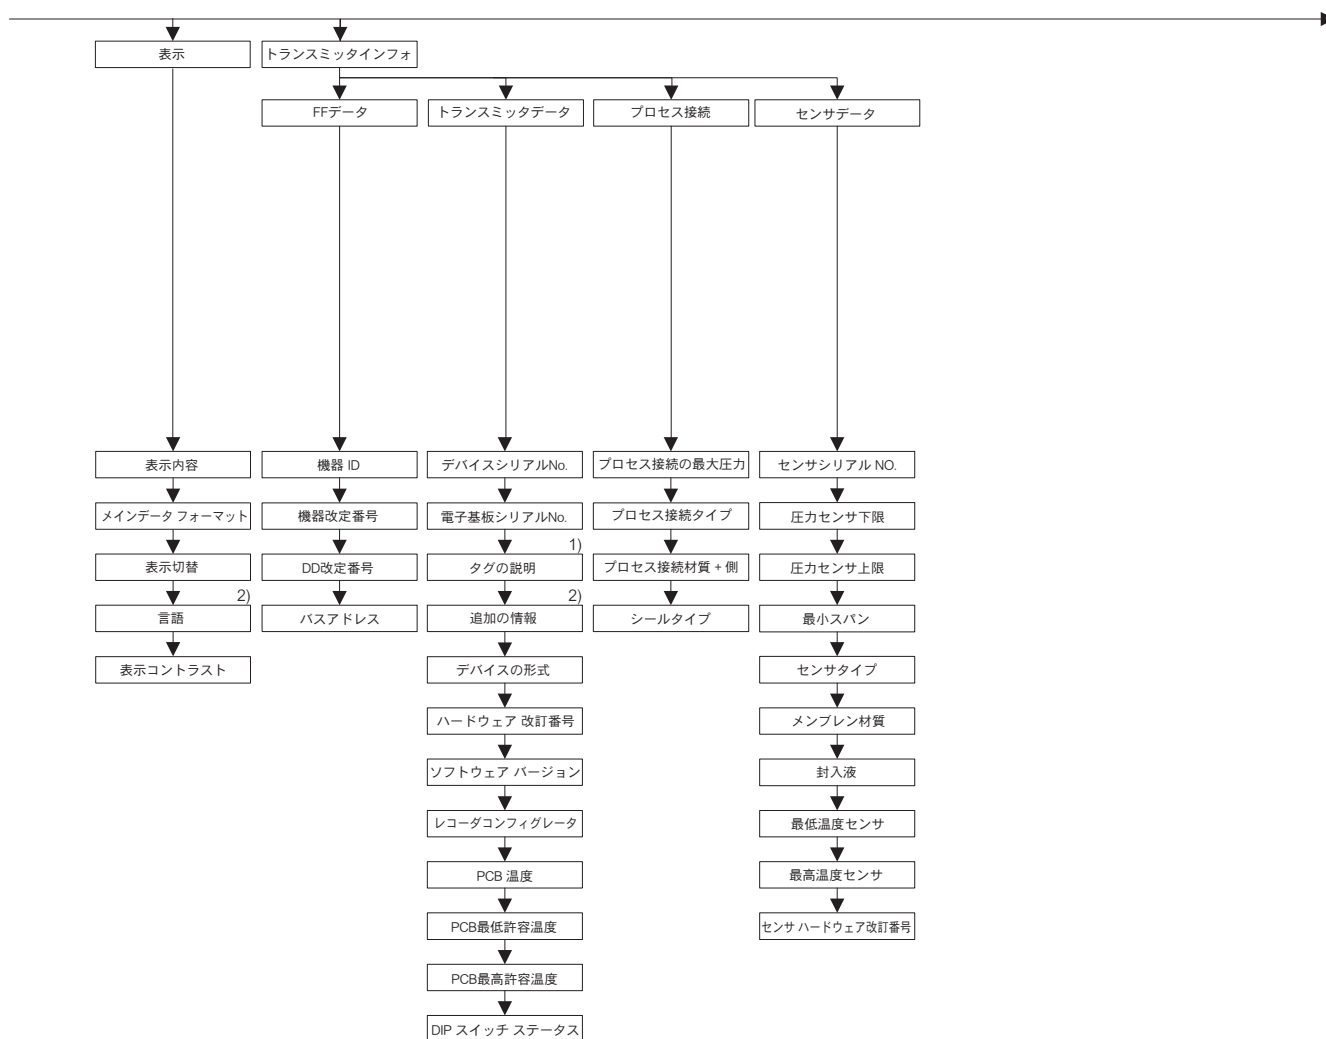 表示
トランスミッタインフォ
FFデータ
トランスミッタデータ
プロセス接続
センサデータ
表示内容
機器 ID
デバイスシリアルNo.
プロセス接続の最大圧力
センサシリアル NO.
メインデータ フォーマット
機器改定番号
電子基板シリアルNo.
プロセス接続タイプ
圧力センサ下限
1)
表示切替
DD改定番号
タグの説明
プロセス接続材質 + 側
圧力センサ上限
2)
2)
言語
バスアドレス
追加の情報
シールタイプ
最小スパン
表示コントラスト
デバイスの形式
センサタイプ
ハードウェア 改訂番号
メンブレン材質
ソフトウェア バージョン
封入液
レコーダコンフィグレータ
最低温度センサ
PCB 温度
最高温度センサ
PCB最低許容温度
センサ ハードウェア改訂番号
PCB最高許容温度
DIP スイッチ ステータス